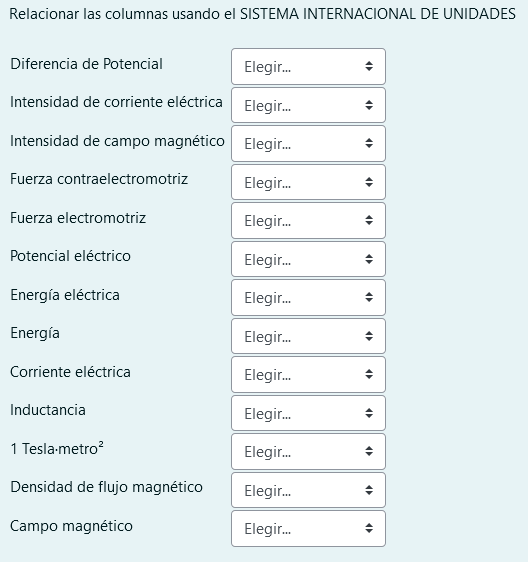 Relacionar las columnas usando el SISTEMA INTERNACIONAL DE UNIDADES
Diferencia de Potencial Elegir...
Intensidad de corriente eléctrica Elegir...
Intensidad de campo magnético Elegir...
Fuerza contraelectromotriz Elegir...
Fuerza electromotriz Elegir...
Potencial eléctrico Elegir...
Energía eléctrica Elegir...
Energía Elegir...
Corriente eléctrica Elegir...
Inductancia Elegir...
1 Tesla·metro² Elegir...
Densidad de flujo magnético Elegir...
Campo magnético Elegir...